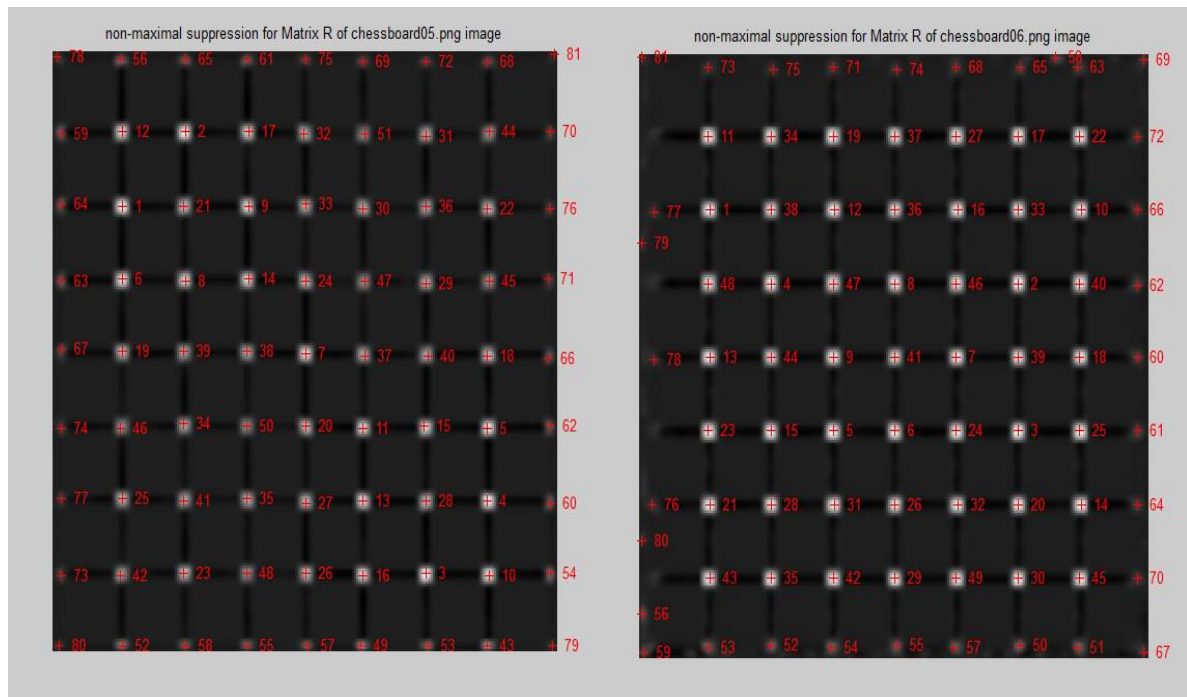 non-maximal suppression for Matrix R of chessboard05.png image
78 56 65 61 75 69 72 68 81
59 12 2 17 32 51 31 44 70
64 1 21 9 33 30 36 22 76
63 6 8 14 24 47 29 45 71
67 19 39 38 7 37 40 18 66
74 46 34 50 20 11 15 5 62
77 25 41 35 27 13 28 4 60
73 42 23 48 26 16 3 10 54
80 52 58 55 57 49 53 43 79
non-maximal suppression for Matrix R of chessboard06.png image
81 58 69
73 75 71 74 68 65 63
11 34 19 37 27 17 22 72
77 1 38 12 36 16 33 10 66
79
48 4 47 8 46 2 40 62
78 13 44 9 41 7 39 18 60
23 15 5 6 24 3 25 61
76 21 28 31 26 32 20 14 64
80
43 35 42 29 49 30 45 70
56
59 53 52 54 55 57 50 51 67